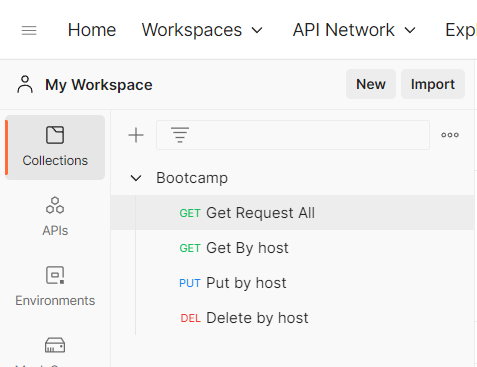 Home Workspaces API Network Expl
My Workspace New Import
Collections
Bootcamp
GET Get Request All
APIs
GET Get By host
Environments
PUT Put by host
DEL Delete by host